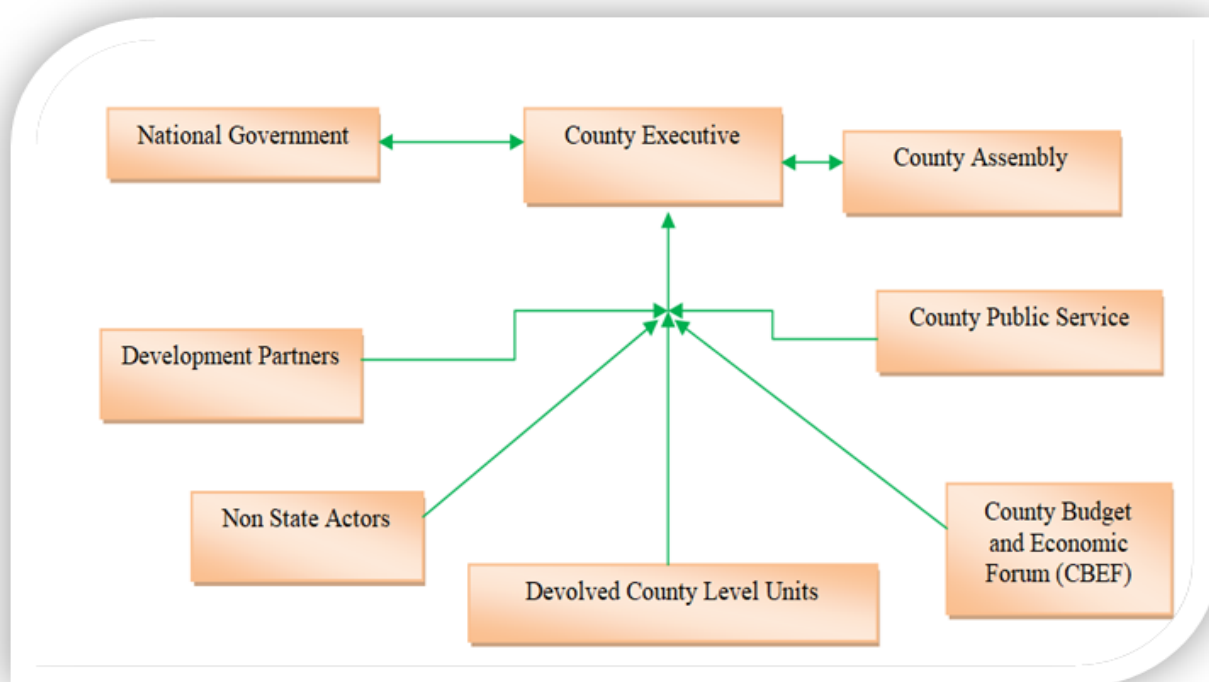 National Government
County Executive
County Assembly
County Public Service
Development Partners
Non State Actors
County Budget
and Economic
Forum (CBEF)
Devolved County Level Units